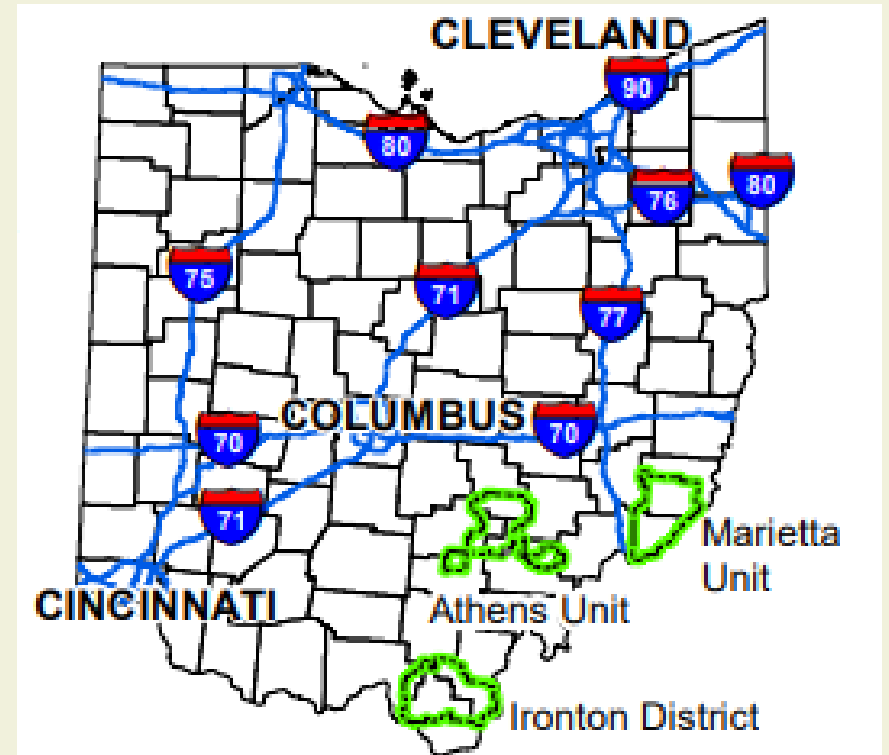 CLEVELAND
90
80
76
80
75
71
77
COLUMBUS
70
70
71
Marietta
Unit
CINCINNATI
Athens Unit
Ironton District